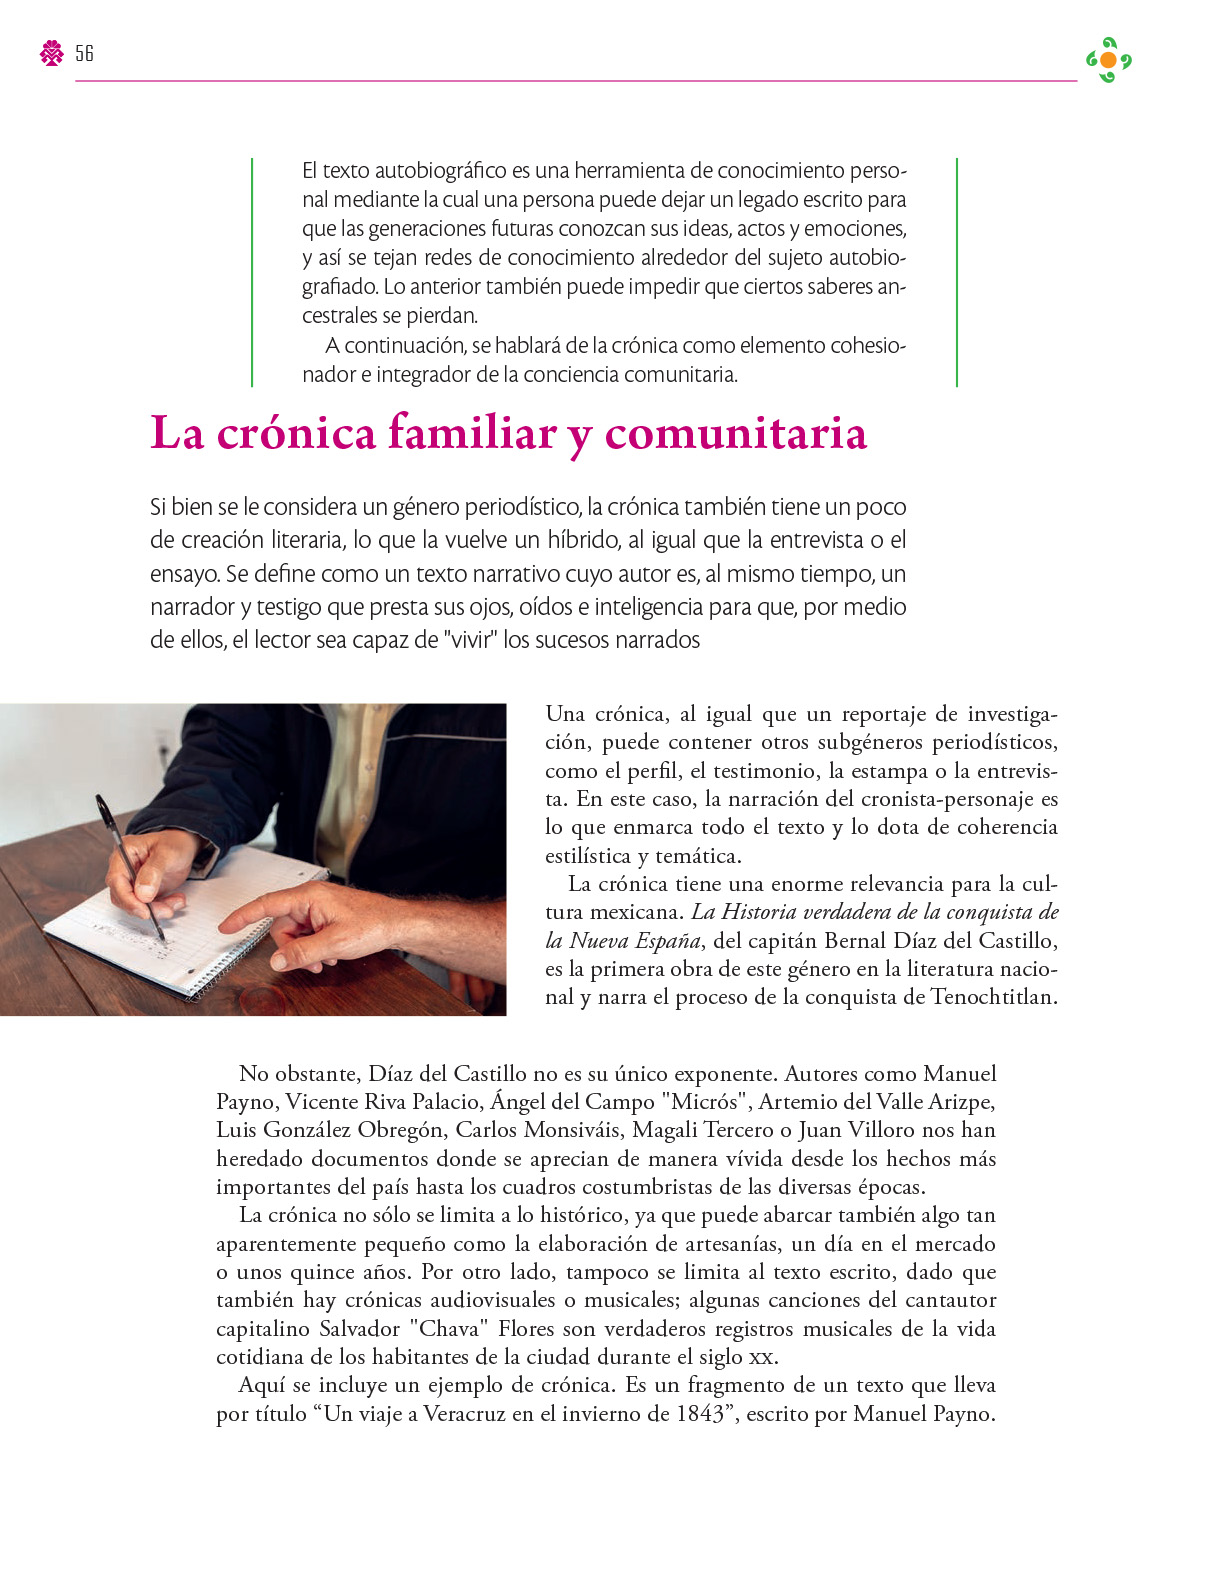 56
El texto autobiográfico es una herramienta de conocimiento perso-
nal mediante la cual una persona puede dejar un legado escrito para
que las generaciones futuras conozcan sus ideas, actos y emociones,
y así se tejan redes de conocimiento alrededor del sujeto autobio-
grafiado. Lo anterior también puede impedir que ciertos saberes an-
cestrales se pierdan.
A continuación, se hablará de la crónica como elemento cohesio-
nador e integrador de la conciencia comunitaria.
La crónica familiar y comunitaria
Si bien se le considera un género periodístico, la crónica también tiene un poco
de creación literaria, lo que la vuelve un híbrido, al igual que la entrevista o el
ensayo. Se define como un texto narrativo cuyo autor es, al mismo tiempo, un
narrador y testigo que presta sus ojos, oídos e inteligencia para que, por medio
de ellos, el lector sea capaz de "vivir" los sucesos narrados
Una crónica, al igual que un reportaje de investiga-
ción, puede contener otros subgéneros periodísticos,
como el perfil, el testimonio, la estampa o la entrevis-
ta. En este caso, la narración del cronista-personaje es
lo que enmarca todo el texto y lo dota de coherencia
estilística y temática.
La crónica tiene una enorme relevancia para la cul-
tura mexicana. La Historia verdadera de la conquista de
la Nueva España, del capitán Bernal Díaz del Castillo,
es la primera obra de este género en la literatura nacio-
nal y narra el proceso de la conquista de Tenochtitlan.
No obstante, Díaz del Castillo no es su único exponente. Autores como Manuel
Payno, Vicente Riva Palacio, Ángel del Campo "Micrós", Artemio del Valle Arizpe,
Luis González Obregón, Carlos Monsiváis, Magali Tercero o Juan Villoro nos han
heredado documentos donde se aprecian de manera vívida desde los hechos más
importantes del país hasta los cuadros costumbristas de las diversas épocas.
La crónica no sólo se limita a lo histórico, ya que puede abarcar también algo tan
aparentemente pequeño como la elaboración de artesanías, un día en el mercado
o unos quince años. Por otro lado, tampoco se limita al texto escrito, dado que
también hay crónicas audiovisuales o musicales; algunas canciones del cantautor
capitalino Salvador "Chava" Flores son verdaderos registros musicales de la vida
cotidiana de los habitantes de la ciudad durante el siglo XX.
Aquí se incluye un ejemplo de crónica. Es un fragmento de un texto que lleva
por título “Un viaje a Veracruz en el invierno de 1843”, escrito por Manuel Payno.